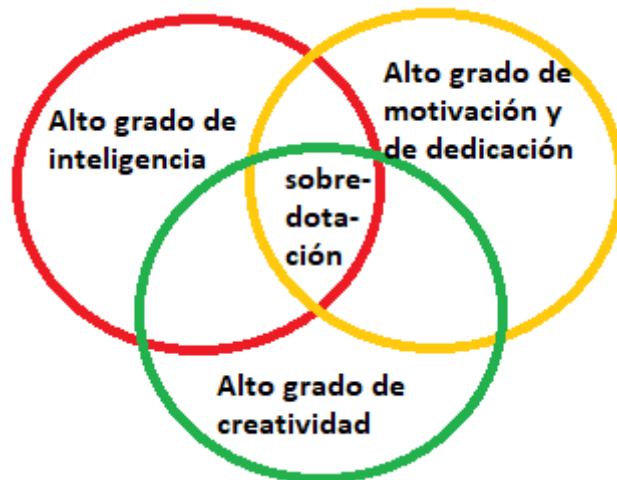 Alto grado de
inteligencia
Alto grado de
motivación y
de dedicación
sobre-
dota-
ción
Alto grado de
creatividad